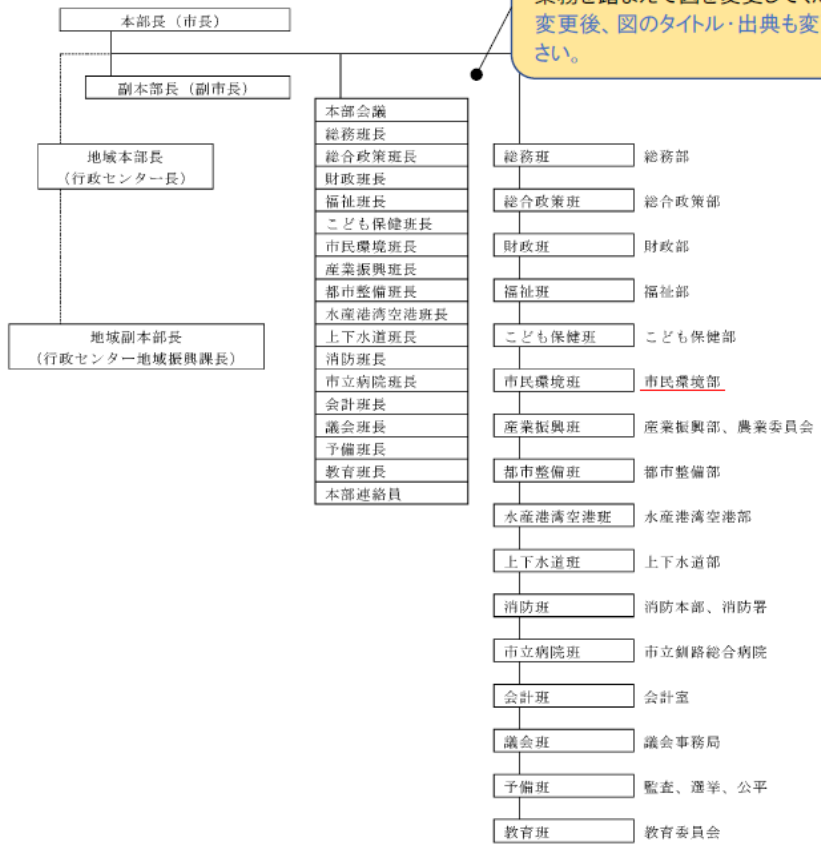 本部長（市長）
変更後、図のタイトル・出典も変
さい。
副本部長（副市長）
地域本部長
（行政センター長）
地域副本部長
（行政センター地域振興課長）
本部会議
総務班長
総合政策班長
財政班長
福祉班長
こども保健班長
市民環境班長
産業振興班長
都市整備班長
水産港湾空港班長
上下水道班長
消防班長
市立病院班長
会計班長
議会班長
予備班長
教育班長
本部連絡員
総務班 総務部
総合政策班 総合政策部
財政班 財政部
福祉班 福祉部
こども保健班 こども保健部
市民環境班 市民環境部
産業振興班 産業振興部、農業委員会
都市整備班 都市整備部
水産港湾空港班 水産港湾空港部
上下水道班 上下水道部
消防班 消防本部、消防署
市立病院班 市立釧路総合病院
会計班 会計室
議会班 議会事務局
予備班 監査、選挙、公平
教育班 教育委員会